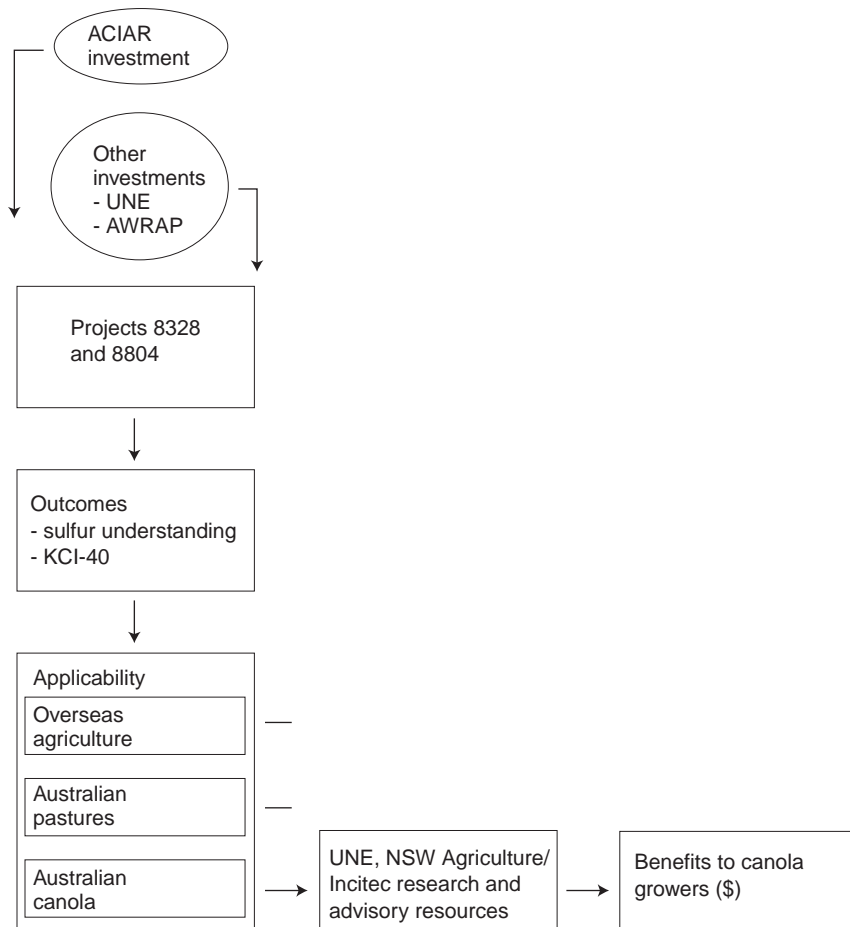 ACIAR
investment
Other
investments
- UNE
- AWRAP
Projects 8328
and 8804
Outcomes
- sulfur understanding
- KCI-40
Applicability
Overseas
agriculture
Australian
pastures
Australian
canola
UNE, NSW Agriculture/
Incitec research and
advisory resources
Benefits to canola
growers ($)